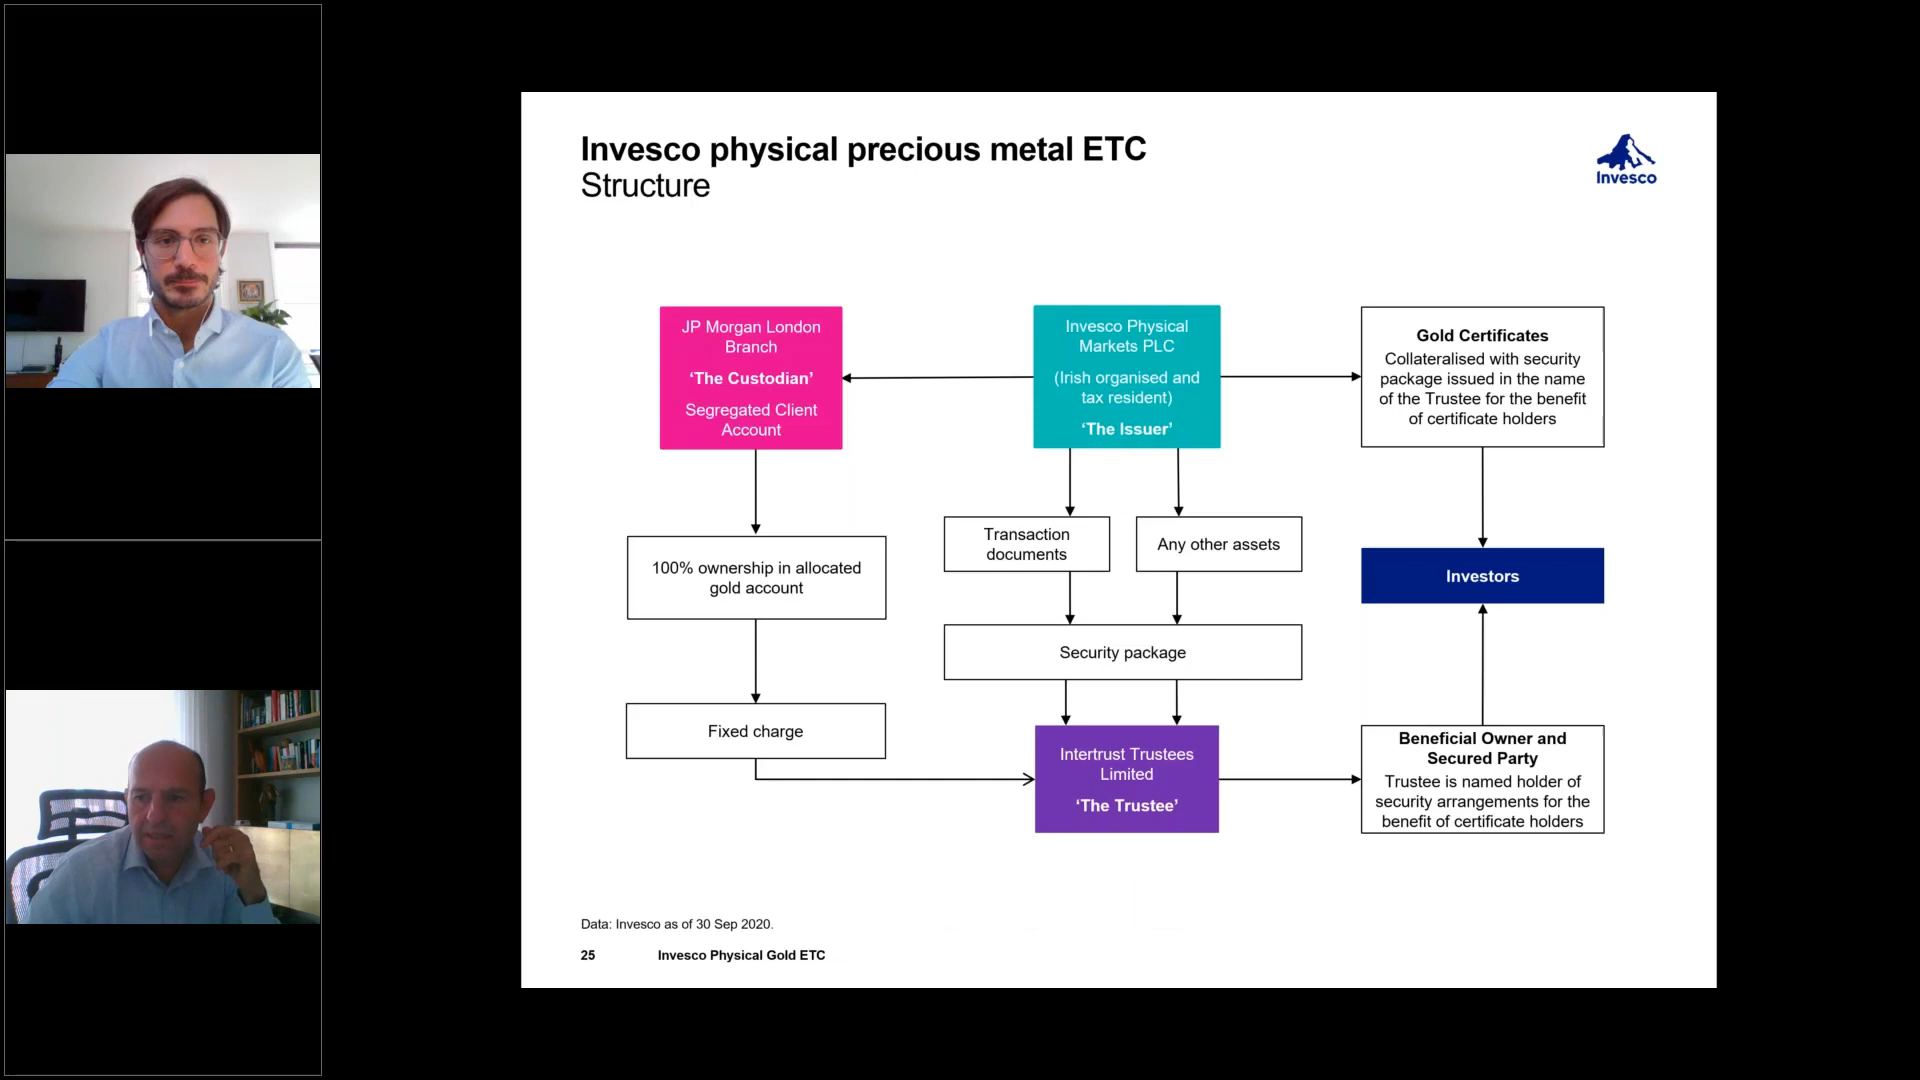 Invesco physical precious metal ETC
Structure
Invesco
JP Morgan London
Branch
‘The Custodian’
Segregated Client
Account
Invesco Physical
Markets PLC
(Irish organised and
tax resident)
‘The Issuer’
Gold Certificates
Collateralised with security
package issued in the name
of the Trustee for the benefit
of certificate holders
100% ownership in allocated
gold account
Transaction
documents
Any other assets
Investors
Security package
Fixed charge
Intertrust Trustees
Limited
‘The Trustee’
Beneficial Owner and
Secured Party
Trustee is named holder of
security arrangements for the
benefit of certificate holders
Data: Invesco as of 30 Sep 2020.
25 Invesco Physical Gold ETC